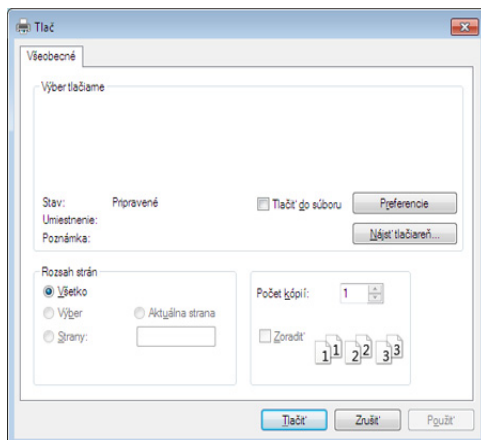 Tlač
Všeobecné
Výber tlačiarne
Stav: Pripravené
Umiestnenie:
Poznámka:
Tlačiť do súboru
Preferencie
Nájsť tlačiareň...
Rozsah strán
Všetko
Výber
Aktuálna strana
Strany:
Počet kópií: 1
Zoradiť
1 1 2 2 3 3
Tlačiť
Zrušiť
Použiť